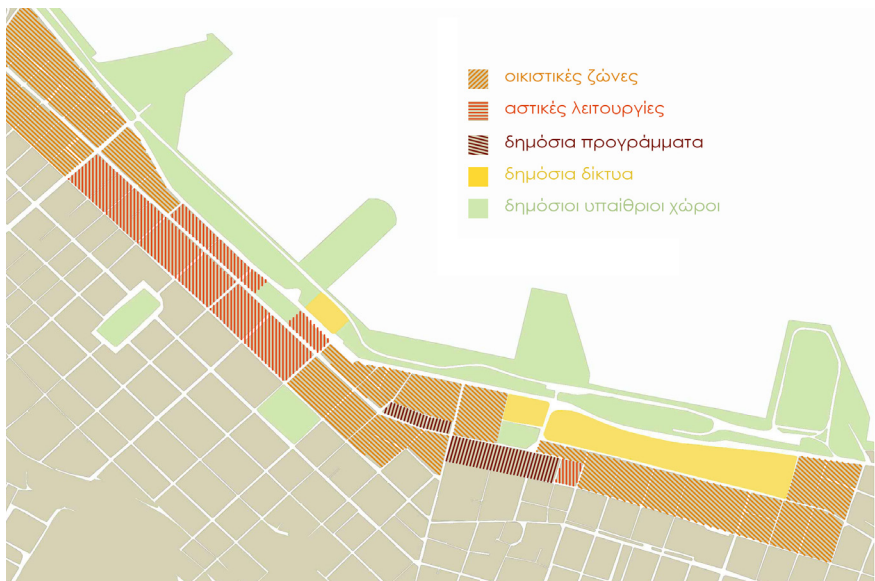 οικιστικές ζώνες
αστικές λειτουργίες
δημόσια προγράμματα
δημόσια δίκτυα
δημόσιοι υπαίθριοι χώροι